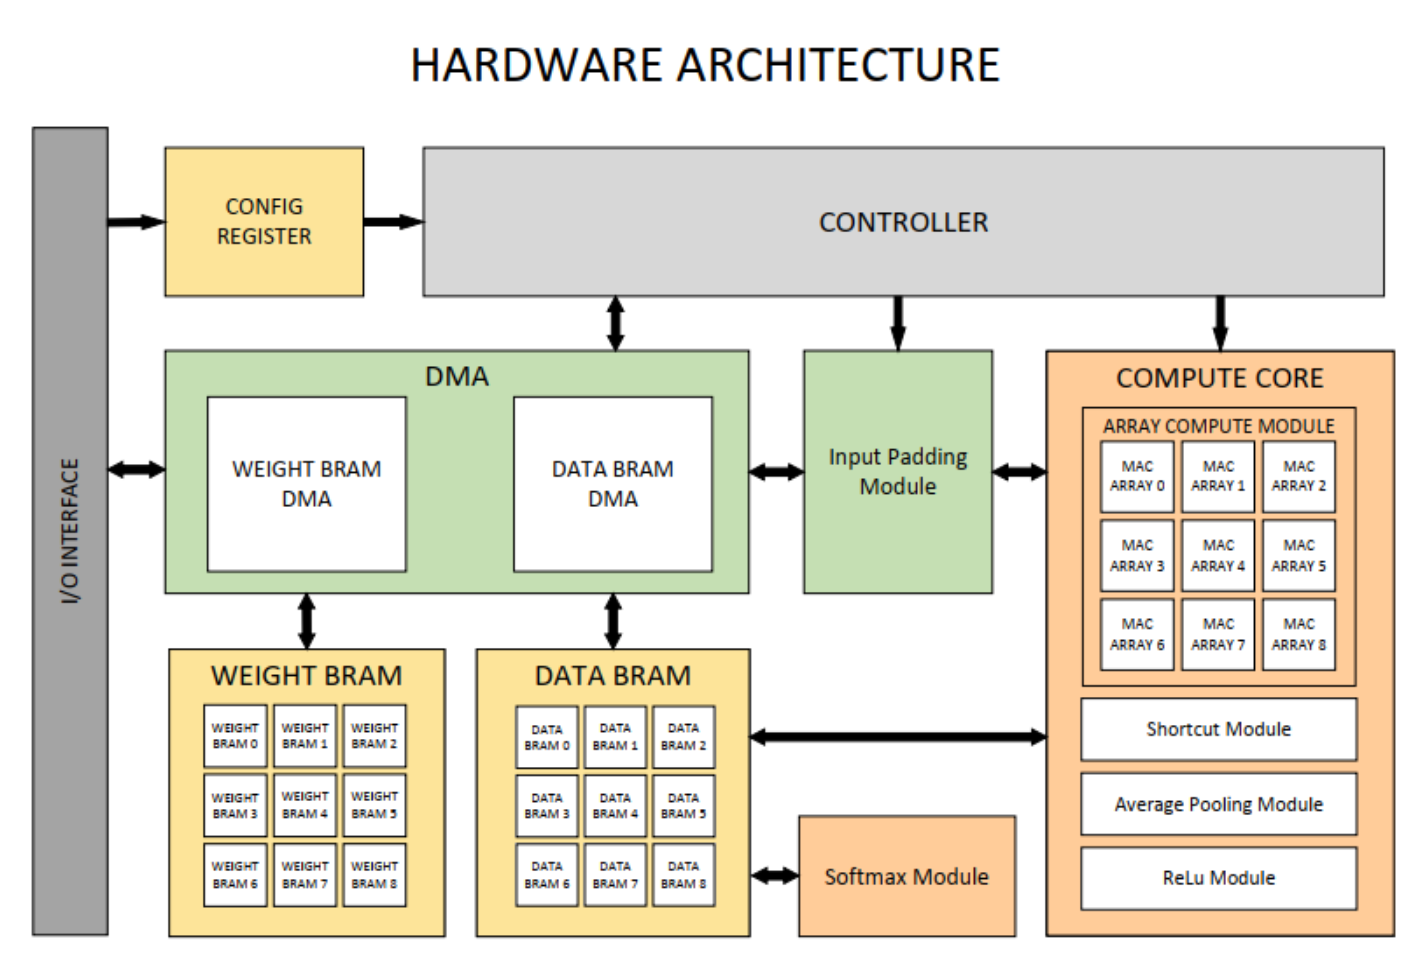 HARDWARE ARCHITECTURE
I/O INTERFACE
CONFIG
REGISTER
CONTROLLER
DMA
WEIGHT BRAM
DMA
DATA BRAM
DMA
Input Padding
Module
COMPUTE CORE
ARRAY COMPUTE MODULE
MAC
ARRAY 0
MAC
ARRAY 1
MAC
ARRAY 2
MAC
ARRAY 3
MAC
ARRAY 4
MAC
ARRAY 5
MAC
ARRAY 6
MAC
ARRAY 7
MAC
ARRAY 8
Shortcut Module
Average Pooling Module
ReLu Module
WEIGHT BRAM
WEIGHT
BRAM 0
WEIGHT
BRAM 1
WEIGHT
BRAM 2
WEIGHT
BRAM 3
WEIGHT
BRAM 4
WEIGHT
BRAM 5
WEIGHT
BRAM 6
WEIGHT
BRAM 7
WEIGHT
BRAM 8
DATA BRAM
DATA
BRAM 0
DATA
BRAM 1
DATA
BRAM 2
DATA
BRAM 3
DATA
BRAM 4
DATA
BRAM 5
DATA
BRAM 6
DATA
BRAM 7
DATA
BRAM 8
Softmax Module